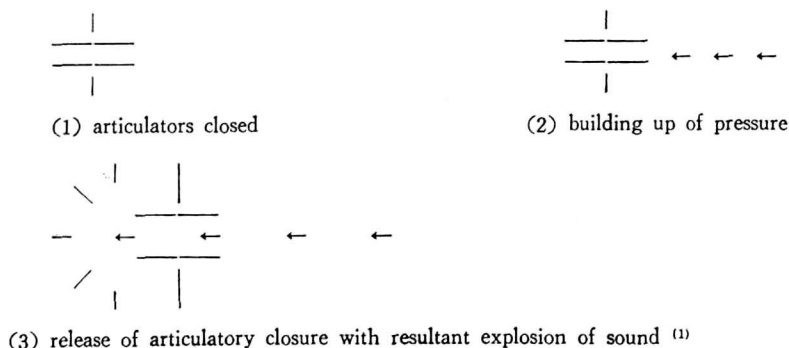 (1) articulators closed
(2) building up of pressure
(3) release of articulatory closure with resultant explosion of sound (1)